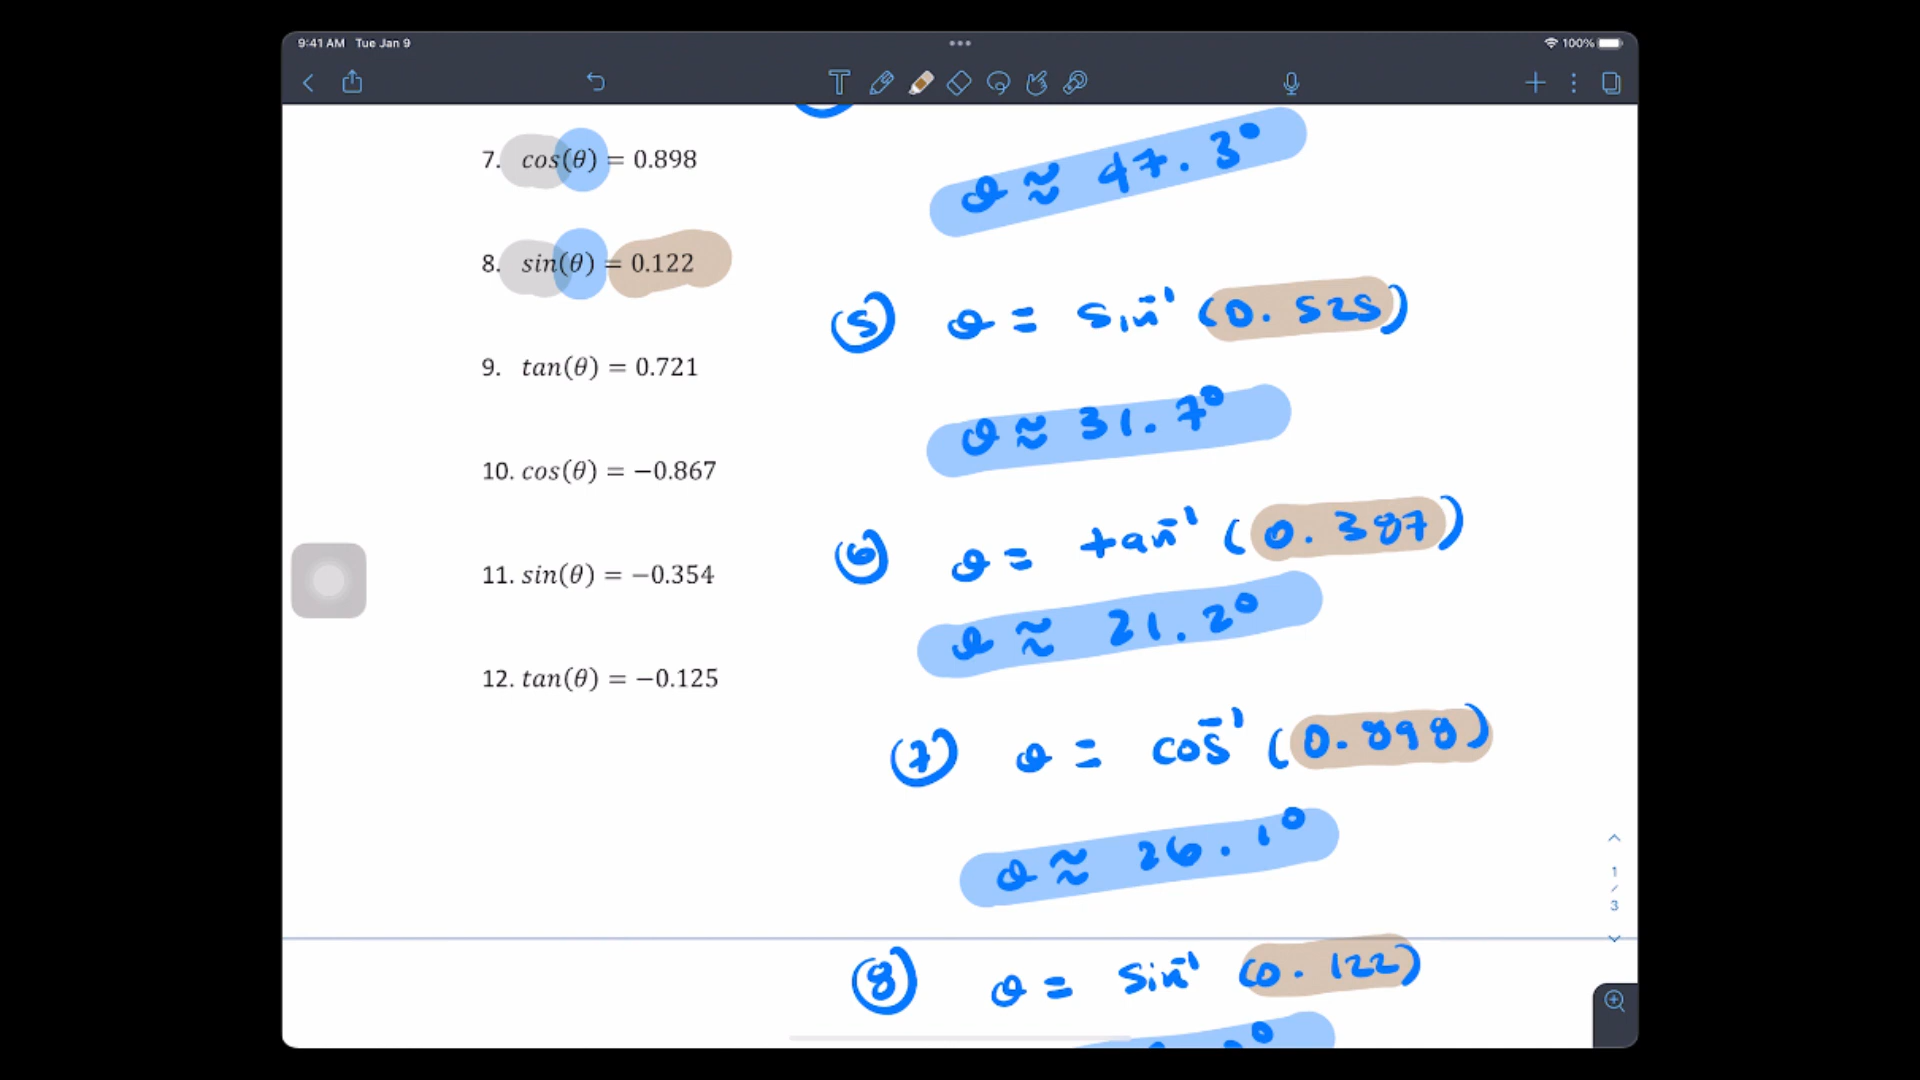 9:41 AM Tue Jan 9
100%
7. cos(θ) = 0.898
8. sin(θ) = 0.122
9. tan(θ) = 0.721
10. cos(θ) = −0.867
11. sin(θ) = −0.354
12. tan(θ) = −0.125
θ ≈ 47.3°
(5) θ = sin⁻¹ (0.525)
θ ≈ 31.7°
(6) θ = tan⁻¹ (0.387)
θ ≈ 21.2°
(7) θ = cos⁻¹ (0.898)
θ ≈ 26.1°
(8) θ = sin⁻¹ (0.122)
1
/
3